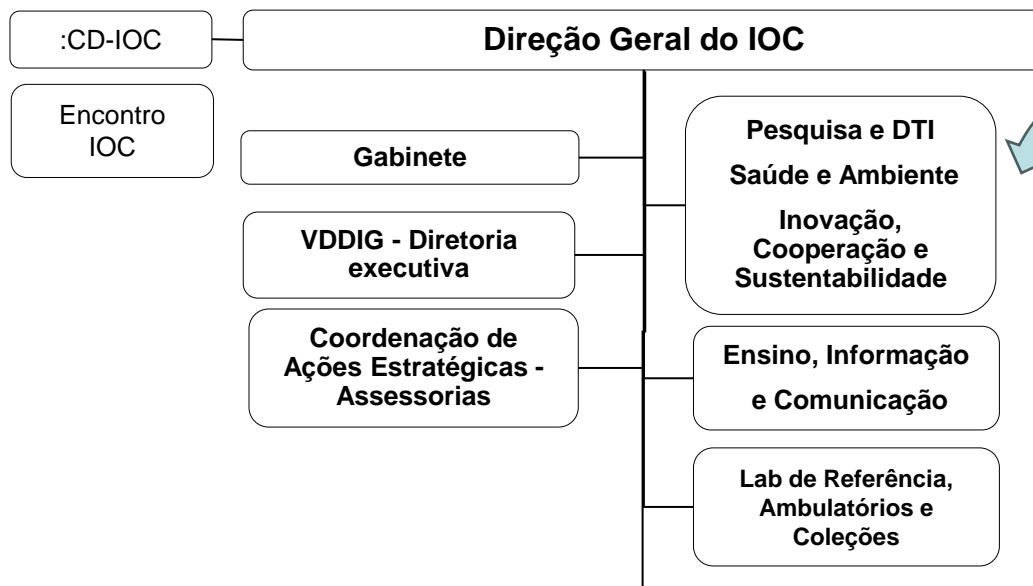 :CD-IOC
Direção Geral do IOC
Encontro
IOC
Gabinete
VDDIG - Diretoria
executiva
Coordenação de
Ações Estratégicas -
Assessorias
Pesquisa e DTI
Saúde e Ambiente
Inovação,
Cooperação e
Sustentabilidade
Ensino, Informação
e Comunicação
Lab de Referência,
Ambulatórios e
Coleções